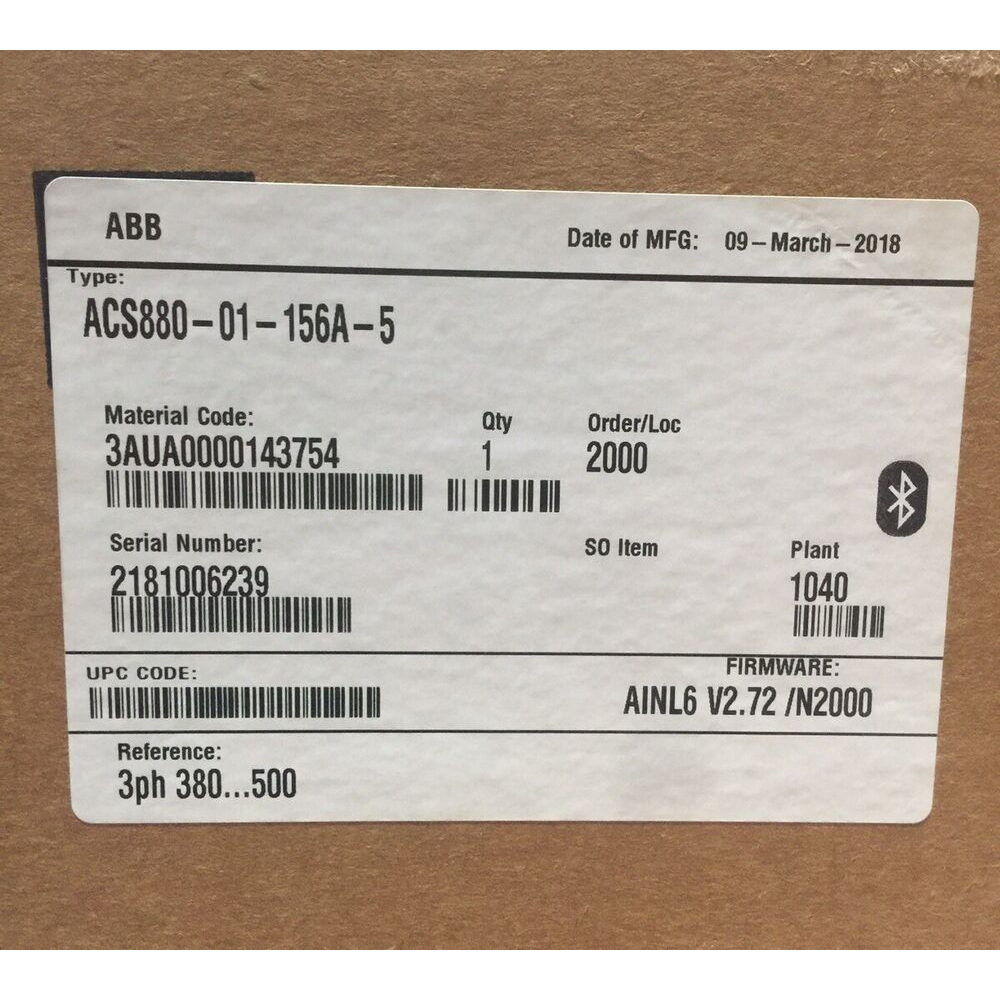 ABB
Date of MFG: 09-March-2018
Type:
ACS880-01-156A-5
Material Code: Qty Order/Loc
3AUA0000143754 1 2000
Serial Number: SO Item Plant
2181006239 1040
UPC CODE: FIRMWARE:
AINL6 V2.72 /N2000
Reference:
3ph 380...500